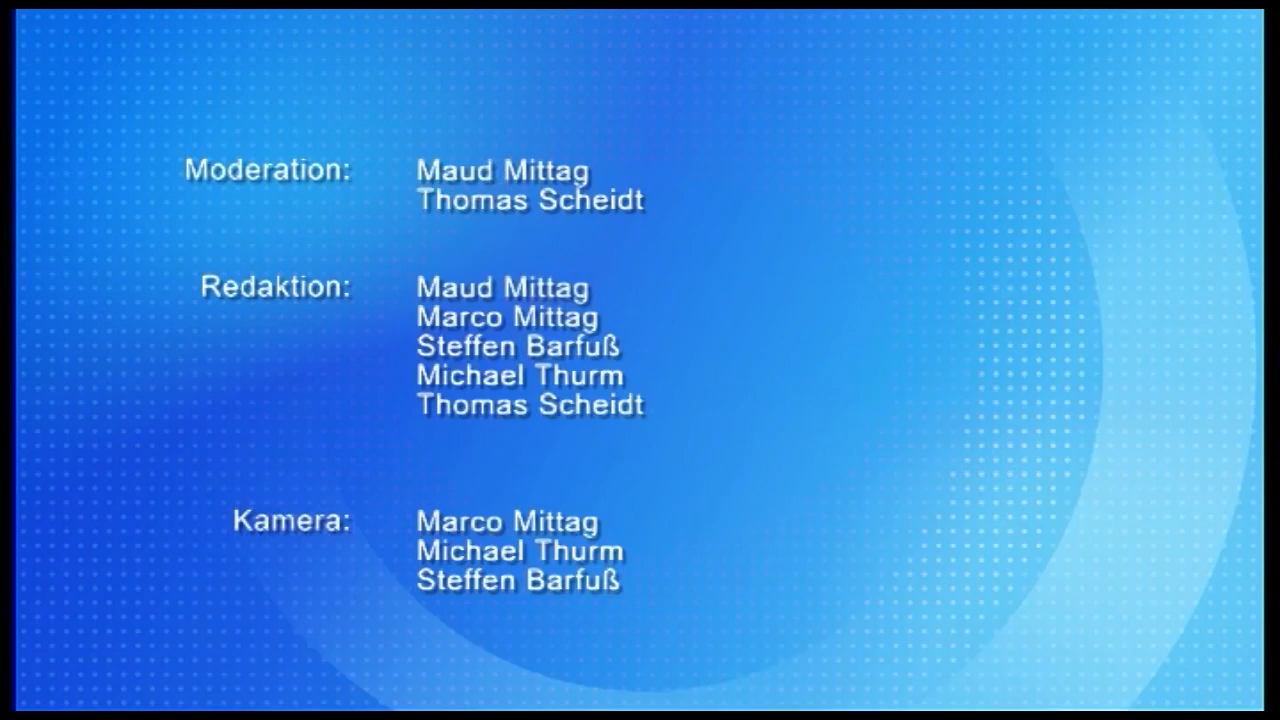 Moderation: Maud Mittag
Thomas Scheidt
Redaktion: Maud Mittag
Marco Mittag
Steffen Barfuß
Michael Thurm
Thomas Scheidt
Kamera: Marco Mittag
Michael Thurm
Steffen Barfuß